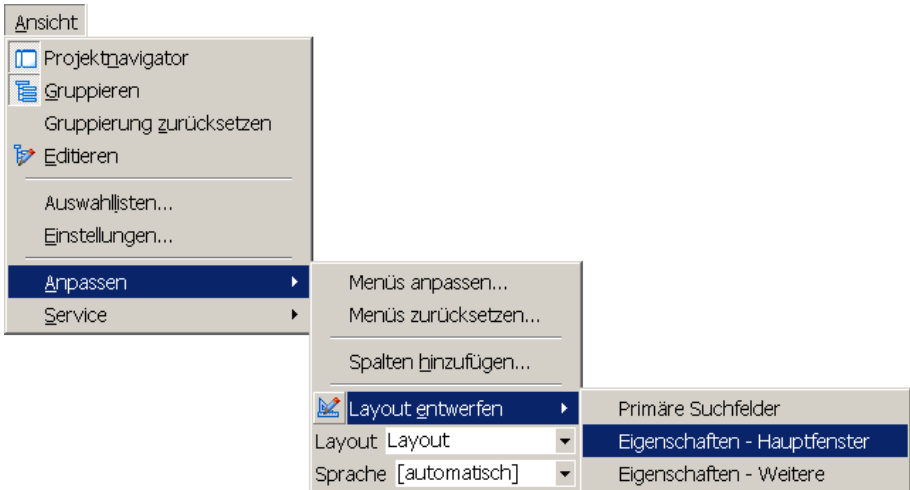 Ansicht
Projektnavigator
Gruppieren
Gruppierung zurücksetzen
Editieren
Auswahllisten...
Einstellungen...
Anpassen
Service
Menüs anpassen...
Menüs zurücksetzen...
Spalten hinzufügen...
Layout entwerfen
Layout Layout
Sprache [automatisch]
Primäre Suchfelder
Eigenschaften - Hauptfenster
Eigenschaften - Weitere